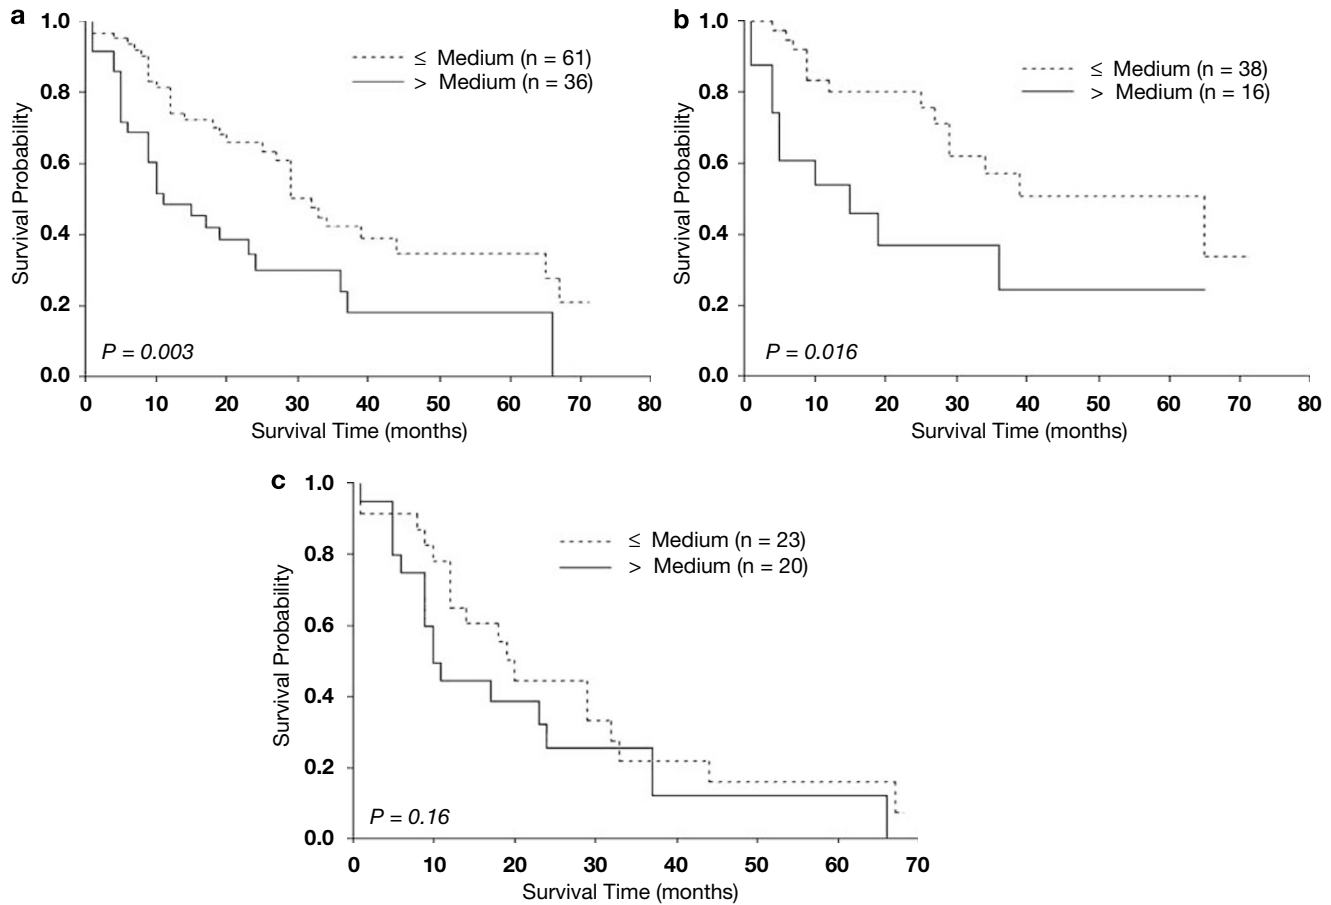 a
1.0
0.8
0.6
0.4
0.2
0.0
Survival Probability
≤ Medium (n = 61)
> Medium (n = 36)
P = 0.003
0 10 20 30 40 50 60 70 80
Survival Time (months)
b
1.0
0.8
0.6
0.4
0.2
0.0
Survival Probability
≤ Medium (n = 38)
> Medium (n = 16)
P = 0.016
0 10 20 30 40 50 60 70 80
Survival Time (months)
c
1.0
0.8
0.6
0.4
0.2
0.0
Survival Probability
≤ Medium (n = 23)
> Medium (n = 20)
P = 0.16
0 10 20 30 40 50 60 70
Survival Time (months)